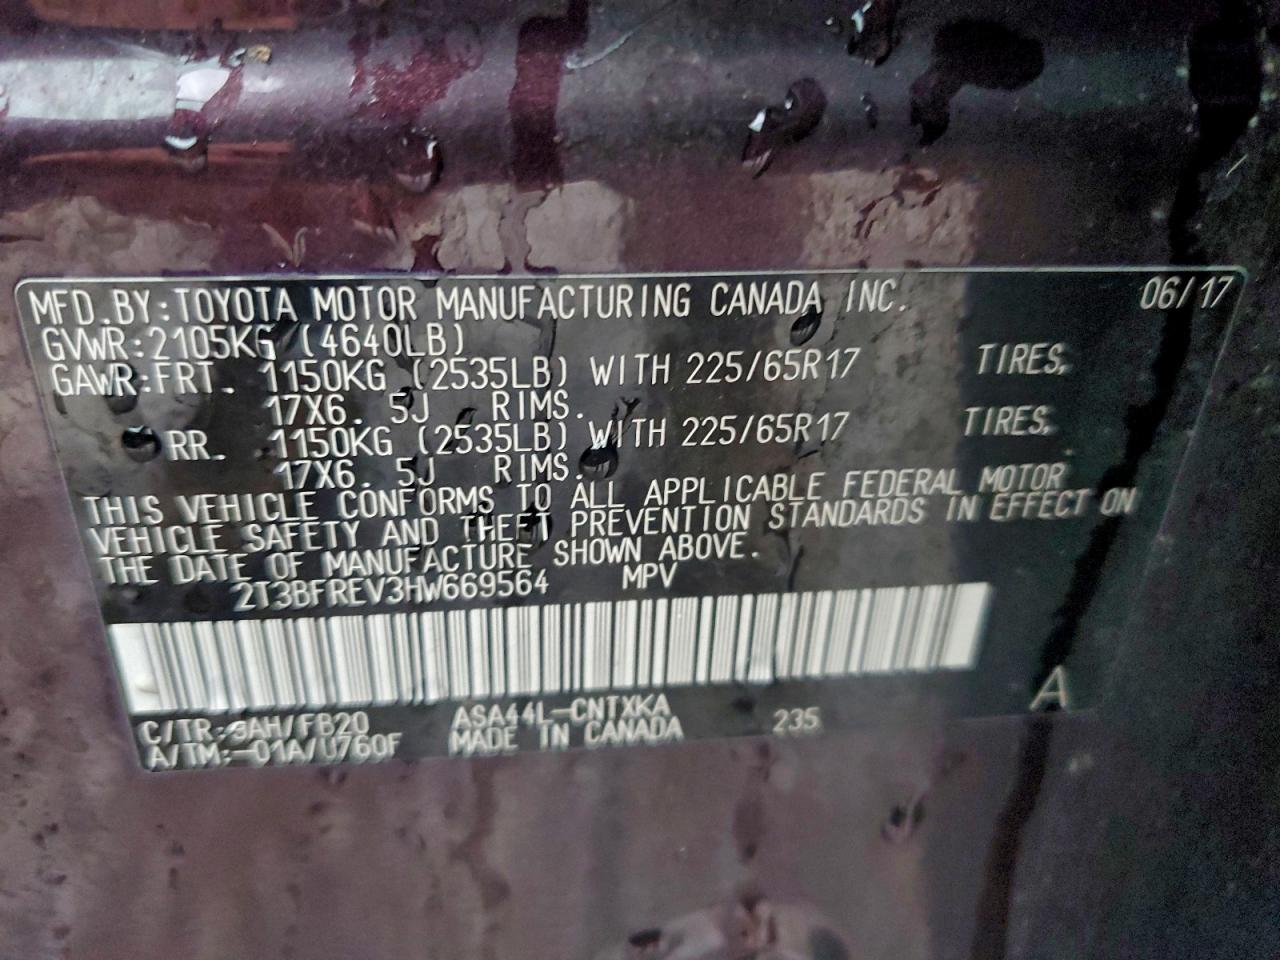 MFD.BY:TOYOTA MOTOR MANUFACTURING CANADA INC. 06/17
GVWR:2105KG (4640LB)
GAWR:FRT. 1150KG (2535LB) WITH 225/65R17 TIRES,
17X6. 5J RIMS.
RR. 1150KG (2535LB) WITH 225/65R17 TIRES,
17X6. 5J RIMS.
THIS VEHICLE CONFORMS TO ALL APPLICABLE FEDERAL MOTOR
VEHICLE SAFETY AND THEFT PREVENTION STANDARDS IN EFFECT ON
THE DATE OF MANUFACTURE SHOWN ABOVE.
2T3BFREV3HW669564 MPV
A
C/TR:3AH/FB20 ASA44L-CNTXKA 235
A/TM:-01A/U760F MADE IN CANADA